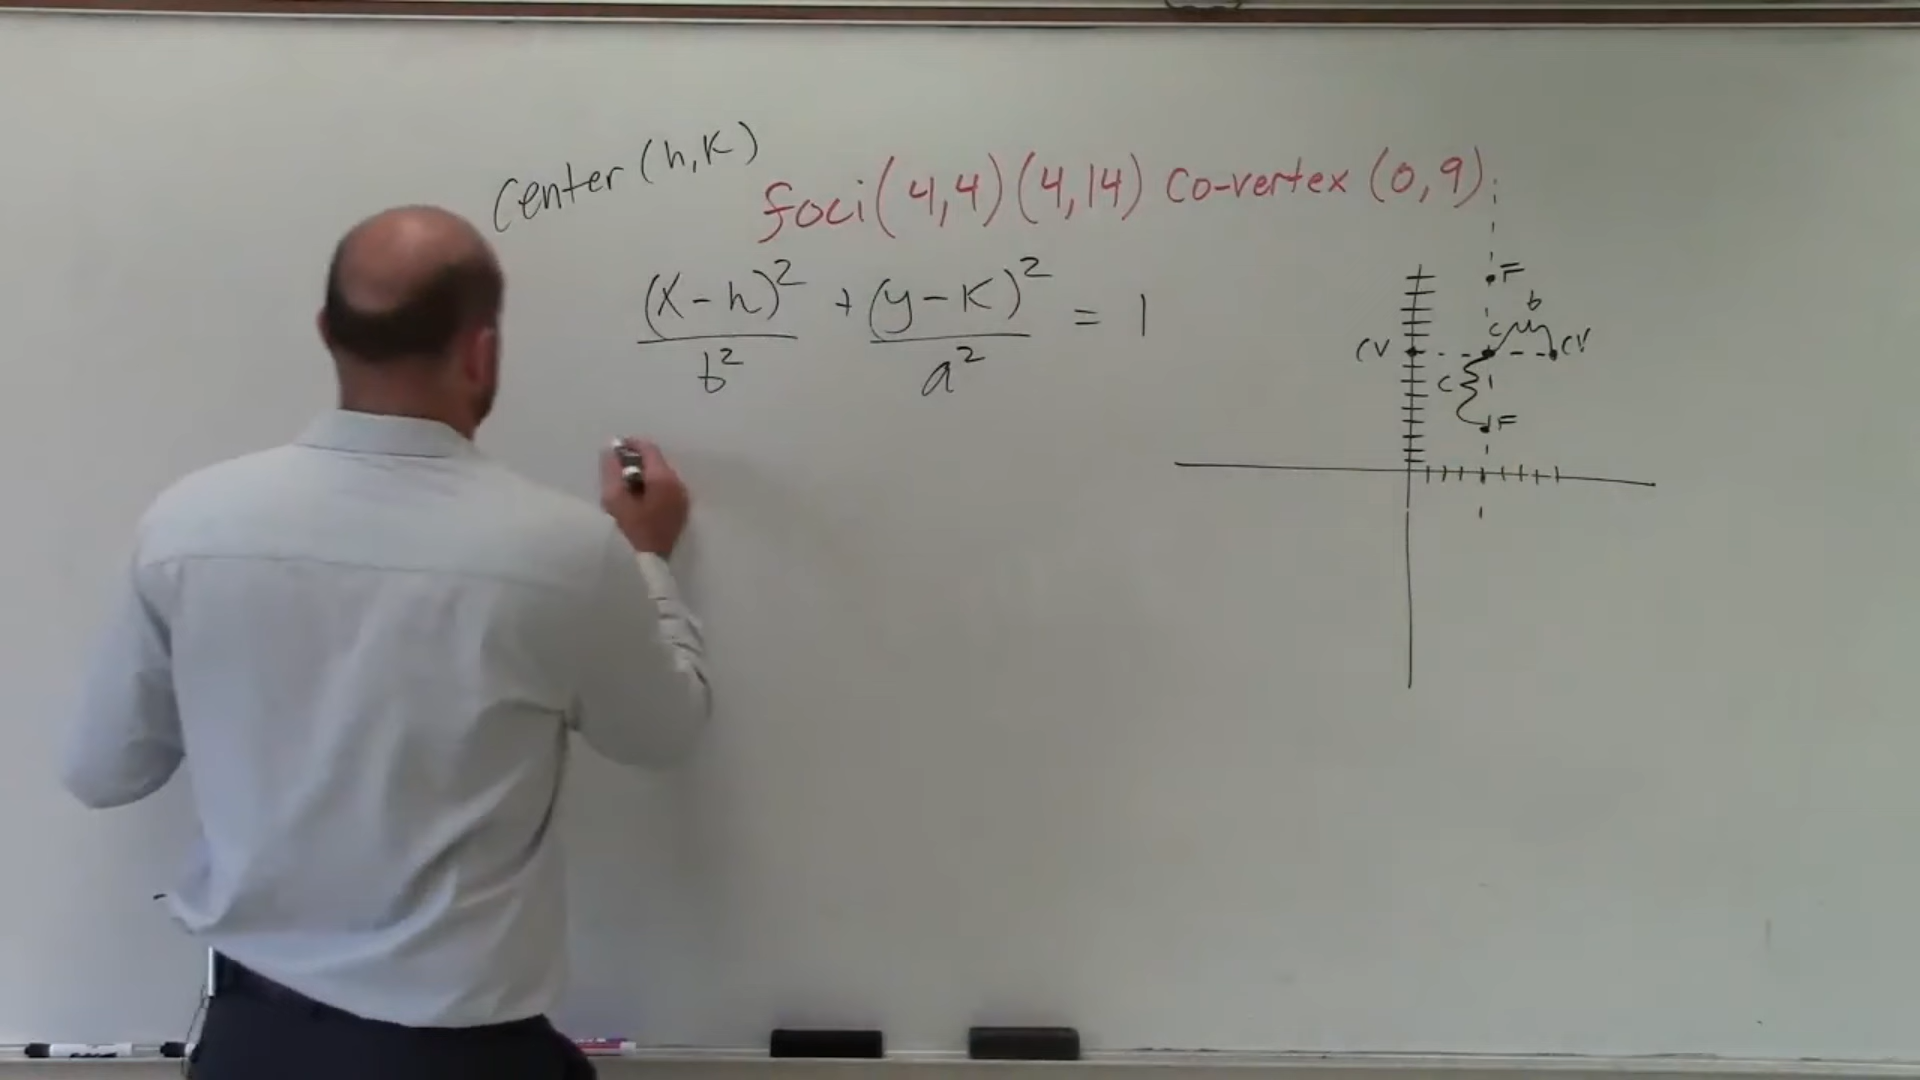 center (h,k)
foci (4,4) (4,14) co-vertex (0,9)
(x-h)² + (y-k)² = 1
b² a²
F
b
CV C CV
C
F